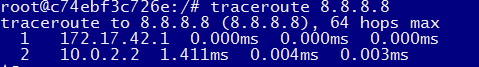 root@c74ebf3c726e:/# traceroute 8.8.8.8
traceroute to 8.8.8.8 (8.8.8.8), 64 hops max
1 172.17.42.1 0.000ms 0.000ms 0.000ms
2 10.0.2.2 1.411ms 0.004ms 0.003ms